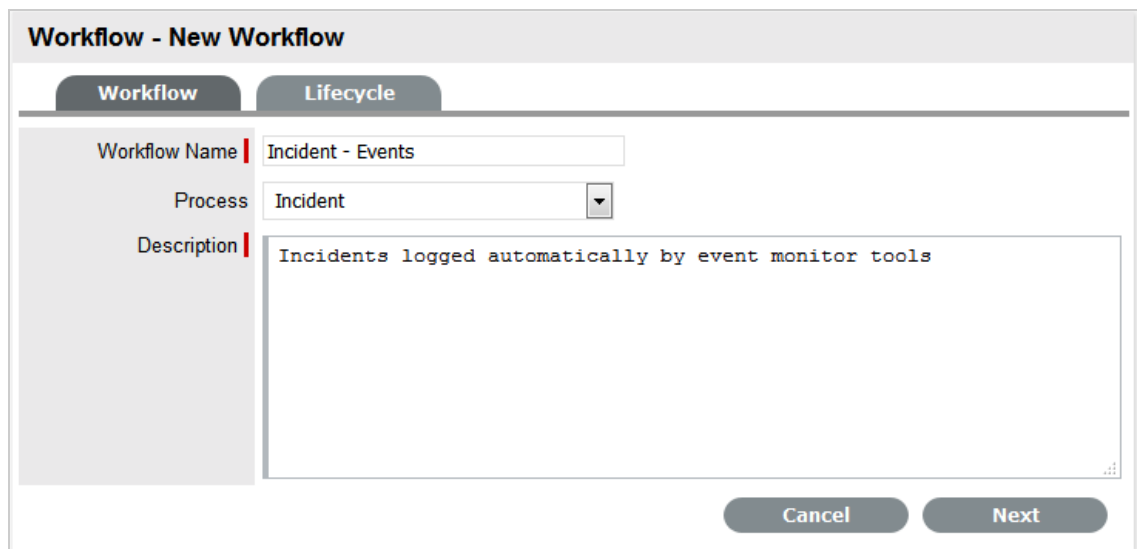 Workflow - New Workflow
Workflow Lifecycle
Workflow Name Incident - Events
Process Incident
Description Incidents logged automatically by event monitor tools
Cancel Next